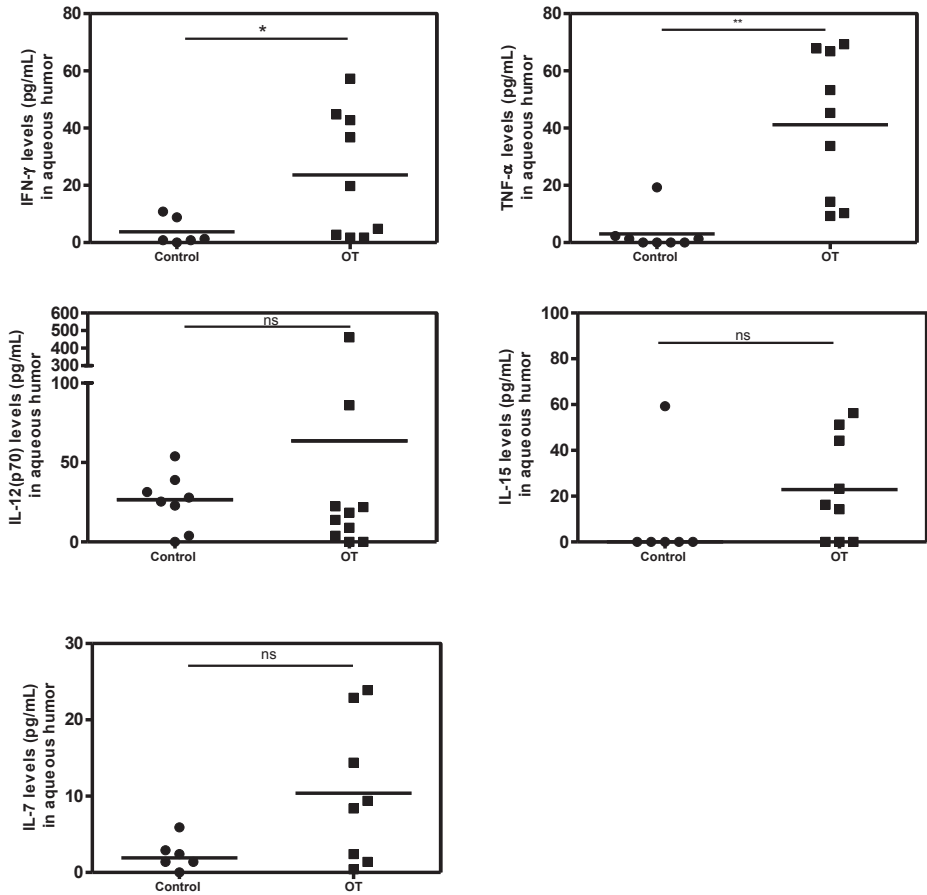 IFN-γ levels (pg/mL)
in aqueous humor
80
60
40
20
0
*
Control
OT
TNF-α levels (pg/mL)
in aqueous humor
80
60
40
20
0
**
Control
OT
IL-12(p70) levels (pg/mL)
in aqueous humor
600
500
400
300
100
50
0
ns
Control
OT
IL-15 levels (pg/mL)
in aqueous humor
100
80
60
40
20
0
ns
Control
OT
IL-7 levels (pg/mL)
in aqueous humor
30
20
10
0
ns
Control
OT